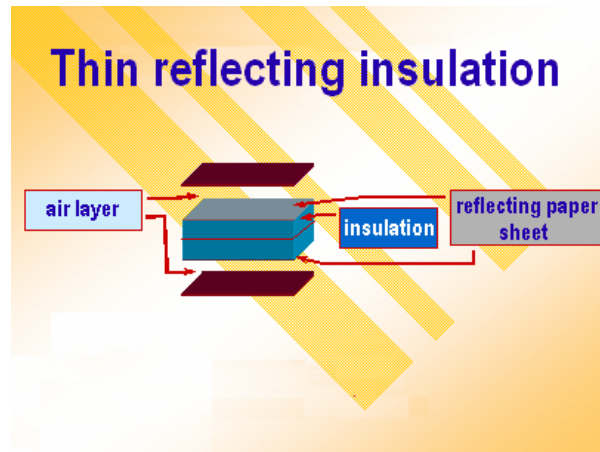 Thin reflecting insulation
air layer
insulation
reflecting paper
sheet